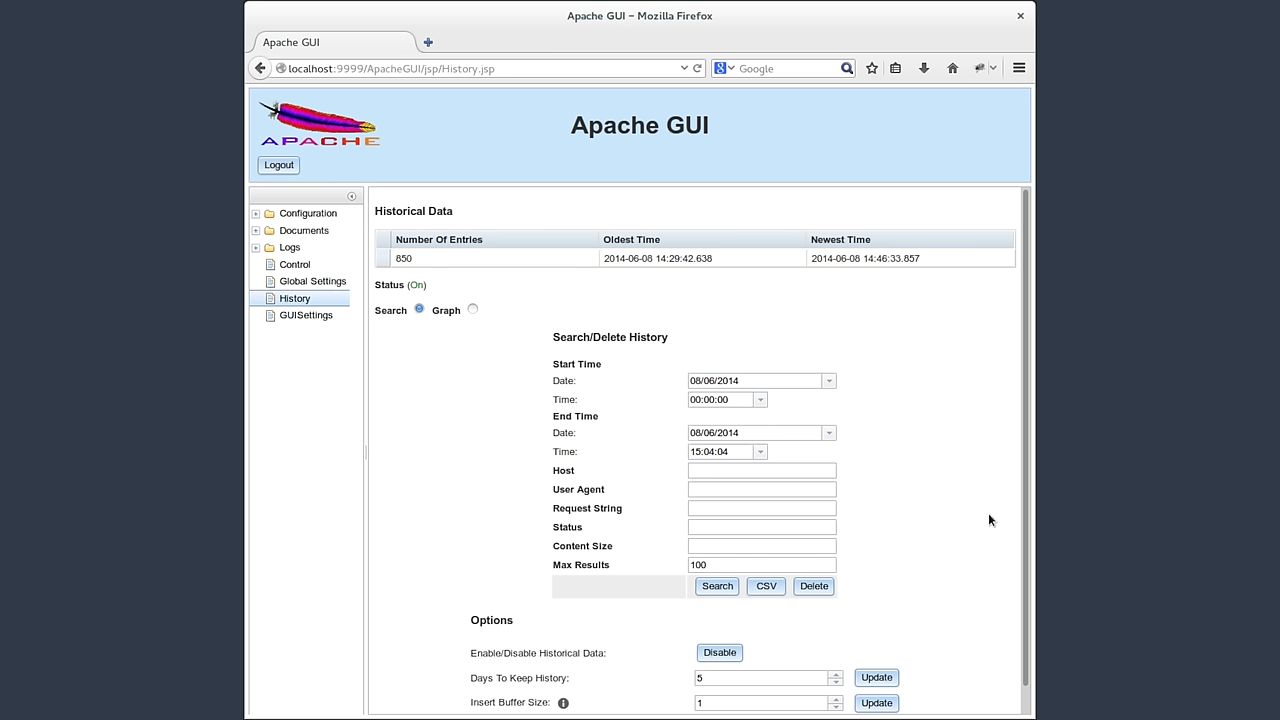 Apache GUI - Mozilla Firefox
Apache GUI
localhost:9999/ApacheGUI/jsp/History.jsp
Google
APACHE
Apache GUI
Logout
Configuration
Documents
Logs
Control
Global Settings
History
GUISettings
Historical Data
Number Of Entries Oldest Time Newest Time
850 2014-06-08 14:29:42.638 2014-06-08 14:46:33.857
Status (On)
Search Graph
Search/Delete History
Start Time
Date: 08/06/2014
Time: 00:00:00
End Time
Date: 08/06/2014
Time: 15:04:04
Host
User Agent
Request String
Status
Content Size
Max Results 100
Search CSV Delete
Options
Enable/Disable Historical Data: Disable
Days To Keep History: 5 Update
Insert Buffer Size: 1 Update